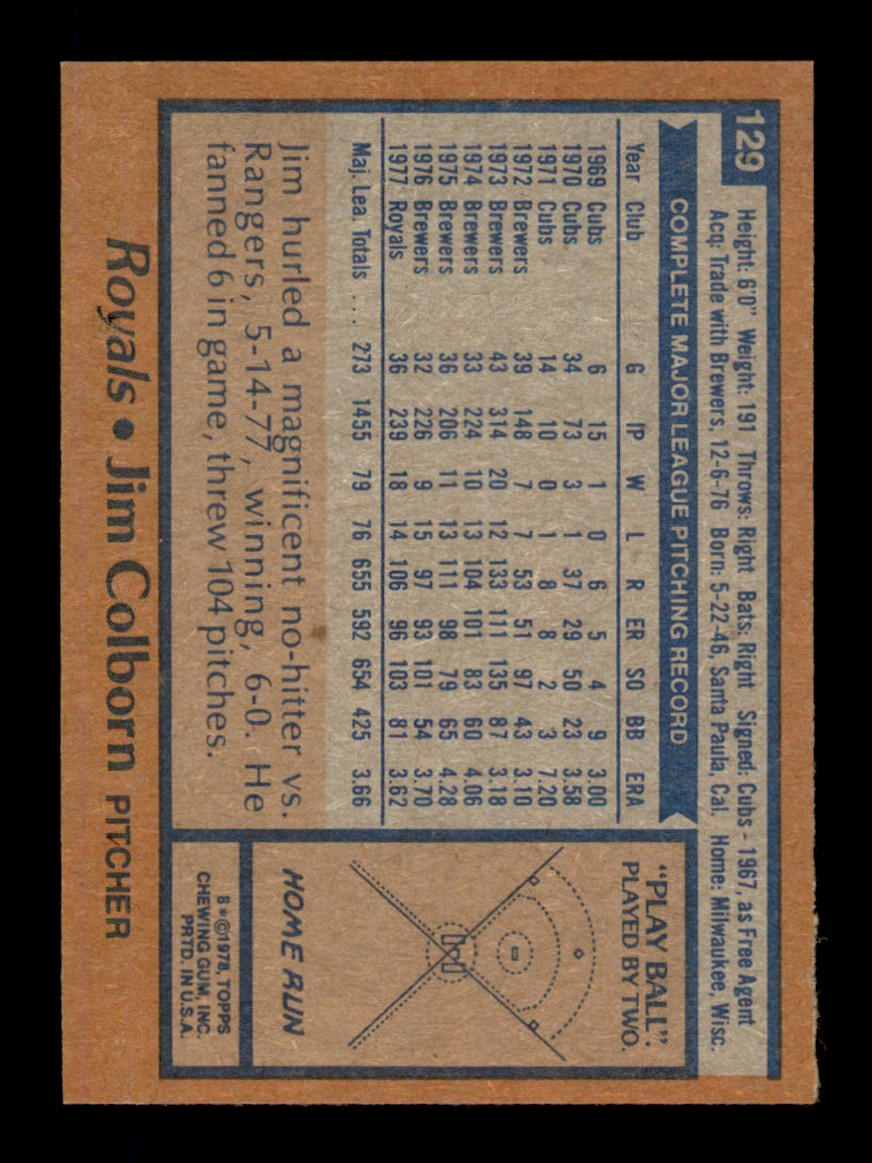 129
Height: 6'0" Weight: 191 Throws: Right Bats: Right Signed: Cubs - 1967, as Free Agent
Acq: Trade with Brewers, 12-6-76 Born: 5-22-46, Santa Paula, Cal. Home: Milwaukee, Wisc.
COMPLETE MAJOR LEAGUE PITCHING RECORD
Year Club G IP W L R ER SO BB ERA
1969 Cubs 6 15 1 0 6 5 4 9 3.00
1970 Cubs 34 73 3 1 37 29 50 23 3.58
1971 Cubs 14 10 0 1 8 8 2 3 7.20
1972 Brewers 39 148 7 7 53 51 97 43 3.10
1973 Brewers 43 314 20 12 133 111 135 87 3.18
1974 Brewers 33 224 10 13 104 101 83 60 4.06
1975 Brewers 36 206 11 13 111 98 79 65 4.28
1976 Brewers 32 226 9 15 97 93 101 54 3.70
1977 Royals 36 239 18 14 106 96 103 81 3.62
Maj. Lea. Totals . . . 273 1455 79 76 655 592 654 425 3.66
Jim hurled a magnificent no-hitter vs.
Rangers, 5-14-77, winning, 6-0. He
fanned 6 in game, threw 104 pitches.
"PLAY BALL"
PLAYED BY TWO.
HOME RUN
B*©1978, TOPPS
CHEWING GUM, INC.
PRTD. IN U.S.A.
Royals • Jim Colborn PITCHER